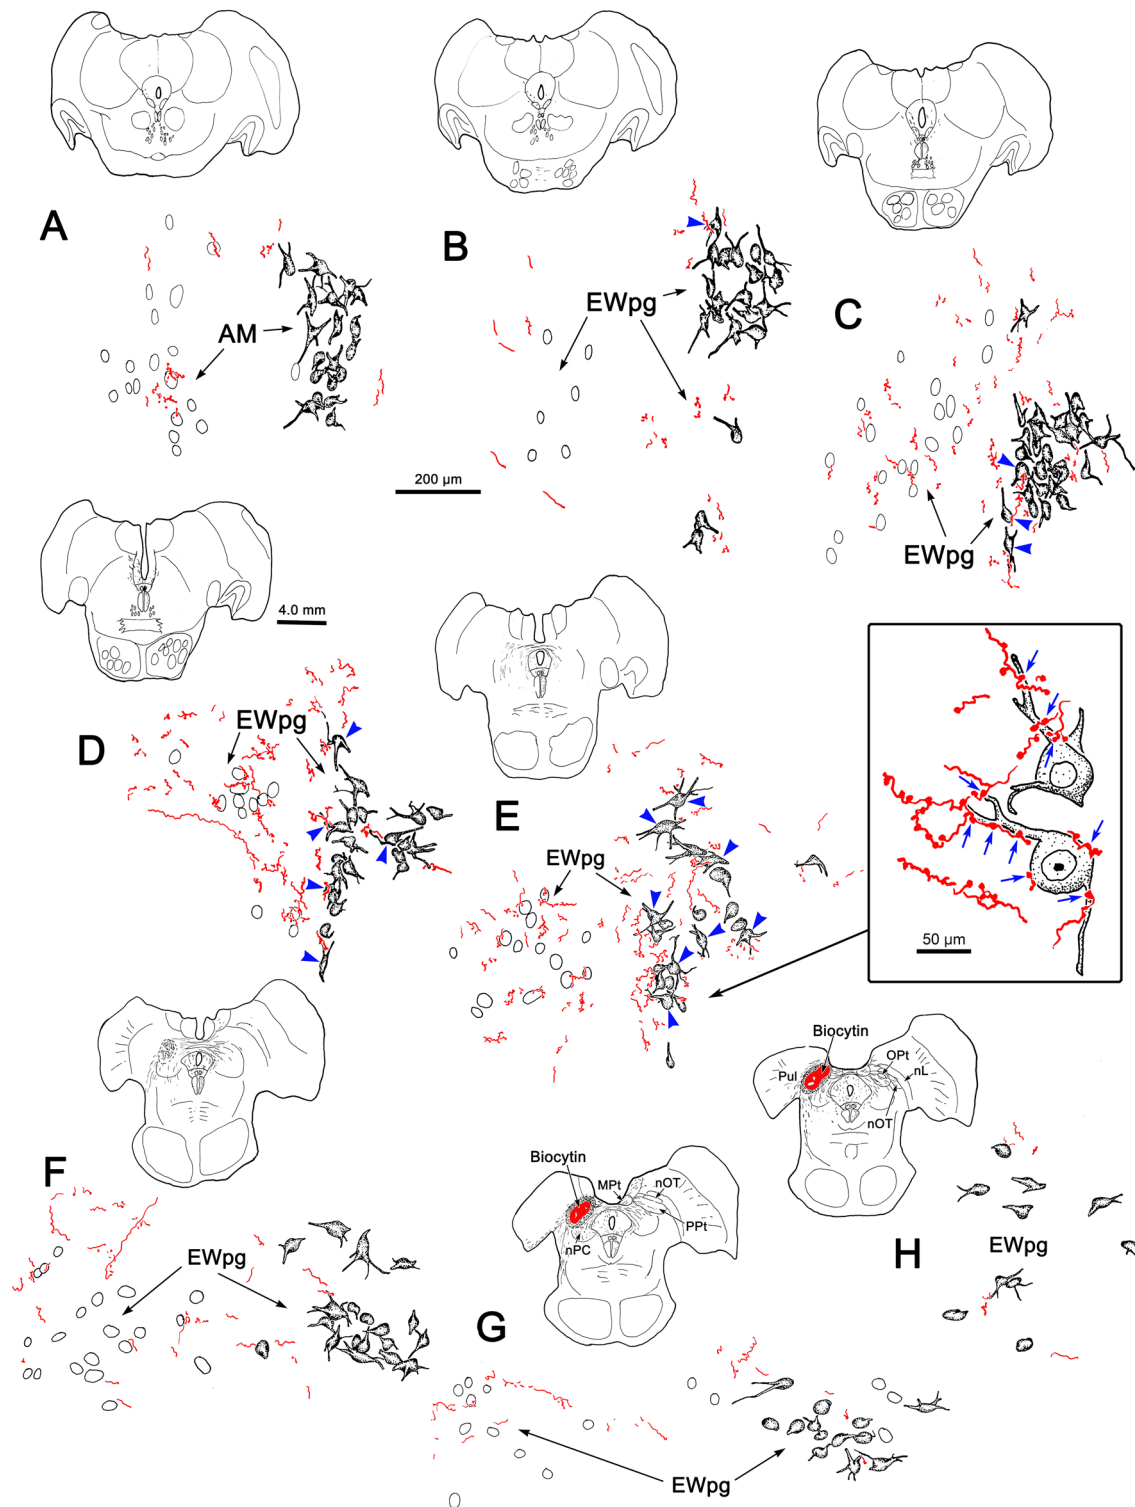 A
AM
B
EWpg
200 µm
C
EWpg
4.0 mm
D
EWpg
E
EWpg
50 µm
F
EWpg
Biocytin
MPt
nOT
PPt
nPC
G
EWpg
Biocytin
OPt
Pul
nL
nOT
H
EWpg